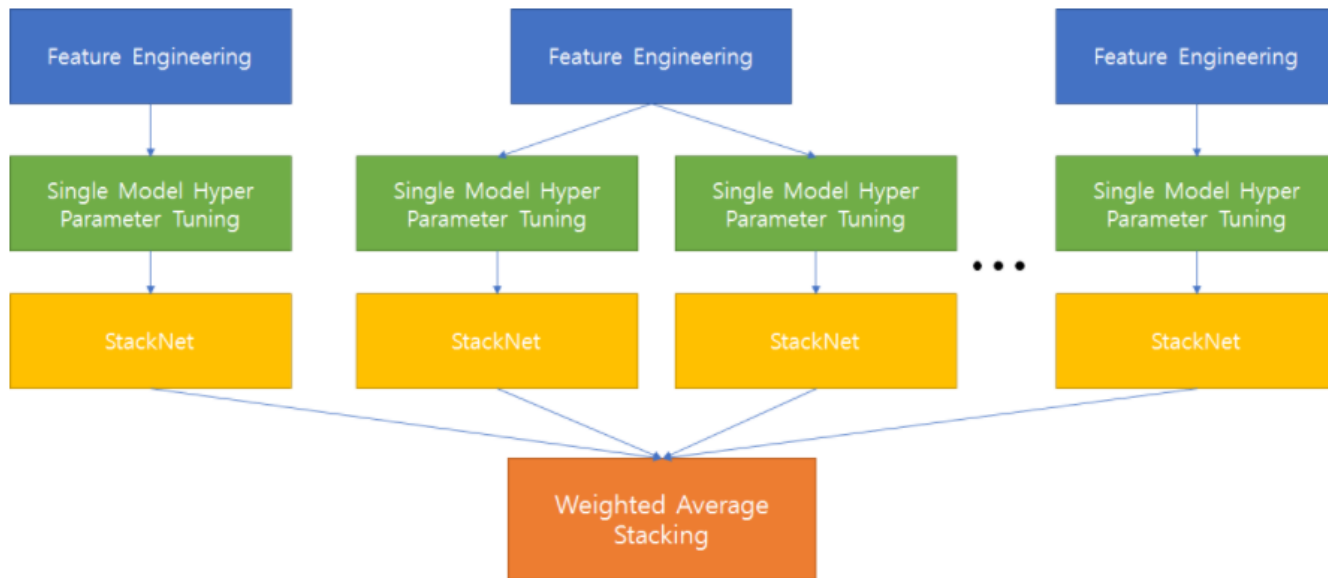 Feature Engineering
Feature Engineering
Feature Engineering
Single Model Hyper
Parameter Tuning
Single Model Hyper
Parameter Tuning
Single Model Hyper
Parameter Tuning
Single Model Hyper
Parameter Tuning
...
StackNet
StackNet
StackNet
StackNet
Weighted Average
Stacking